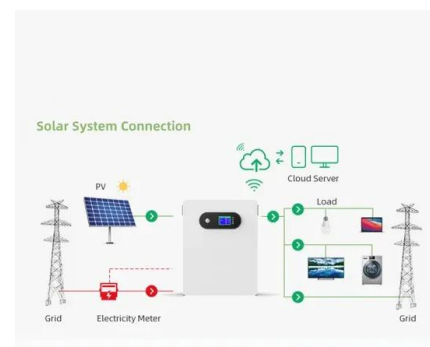 Solar System Connection
Cloud Server
PV
Load
Grid
Electricity Meter
Grid